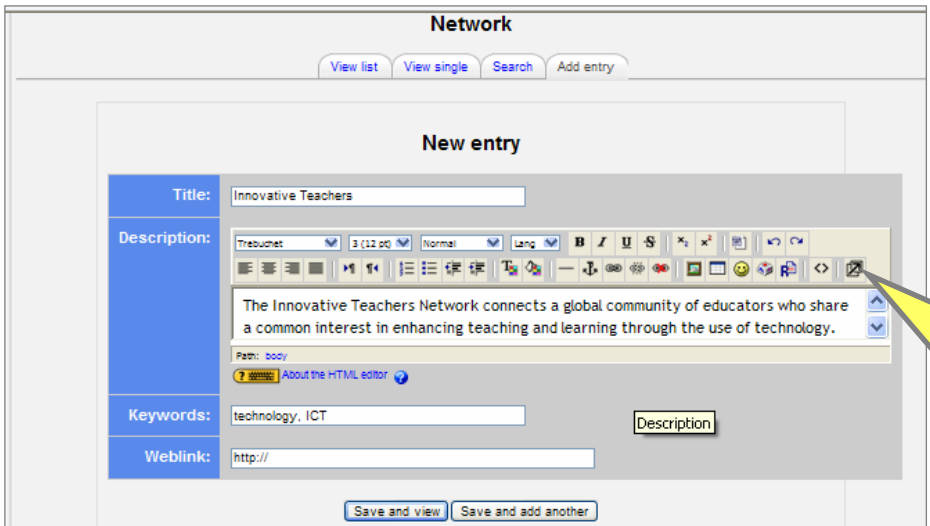 Network
View list View single Search Add entry
New entry
Title: Innovative Teachers
Description:
Trebuchet 3 (12 pt) Normal Lang B I U S x₂ x²
The Innovative Teachers Network connects a global community of educators who share
a common interest in enhancing teaching and learning through the use of technology.
Path: body
? About the HTML editor ?
Keywords: technology, ICT
Description
Weblink: http://
Save and view Save and add another